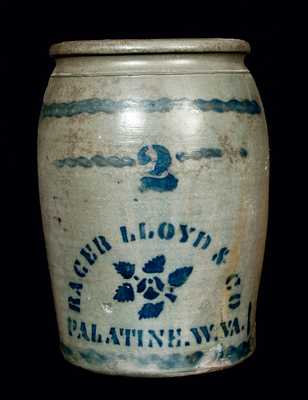 2
RAGER LLOYD & CO
PALATINE.W.VA.